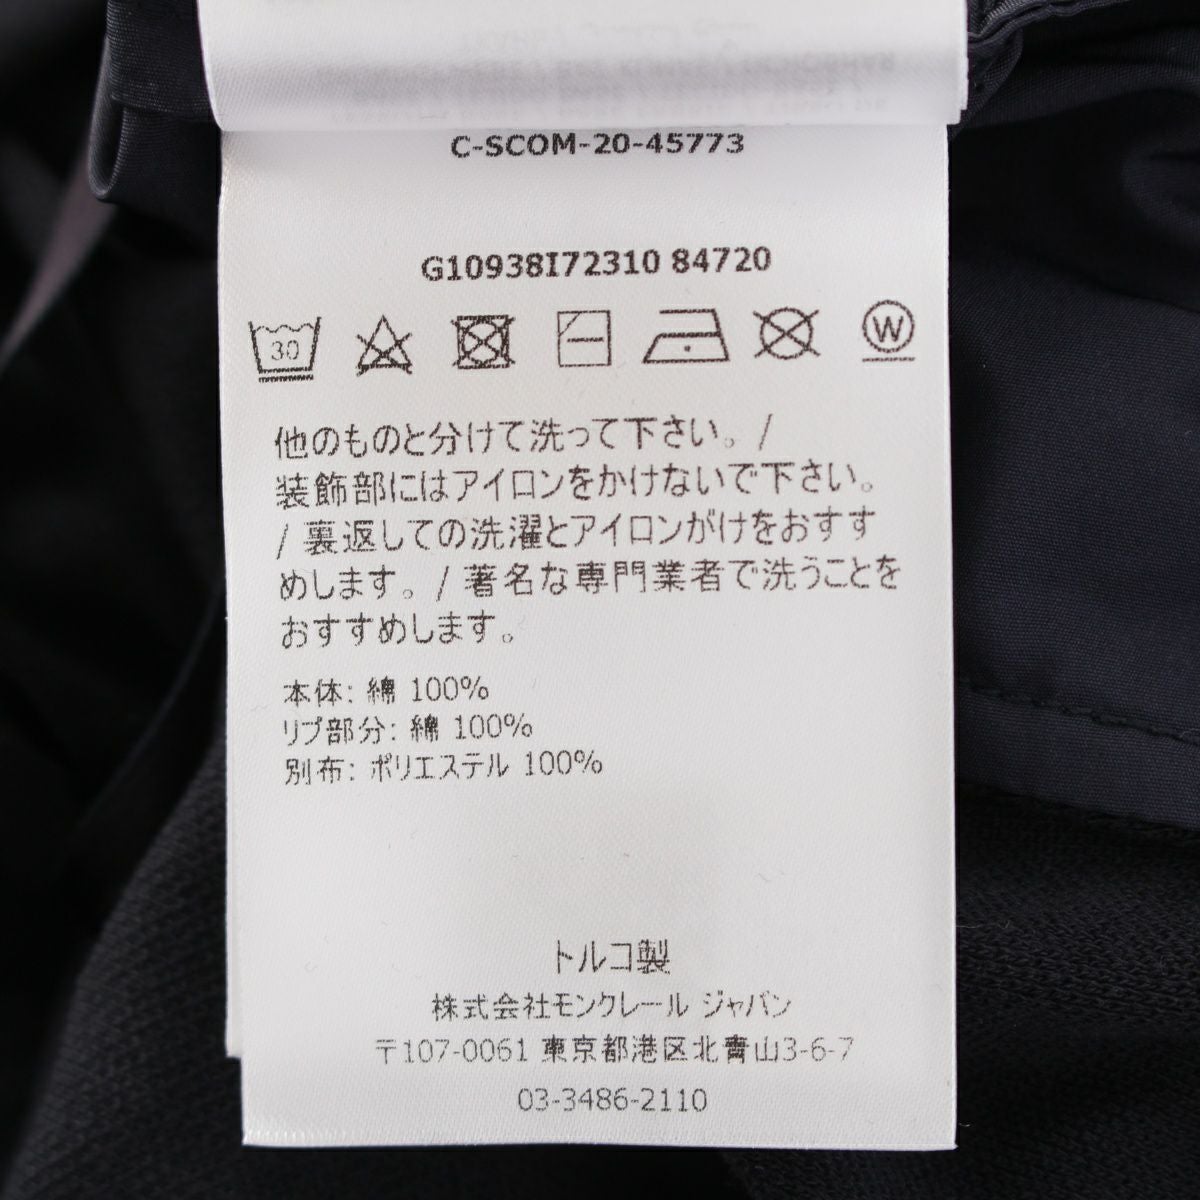 C-SCOM-20-45773
G10938I72310 84720
30
W
他のものと分けて洗って下さい。/
装飾部にはアイロンをかけないで下さい。
/ 裏返しての洗濯とアイロンがけをおすす
めします。/ 著名な専門業者で洗うことを
おすすめします。
本体: 綿 100%
リブ部分: 綿 100%
別布: ポリエステル 100%
トルコ製
株式会社モンクレール ジャパン
〒107-0061 東京都港区北青山3-6-7
03-3486-2110